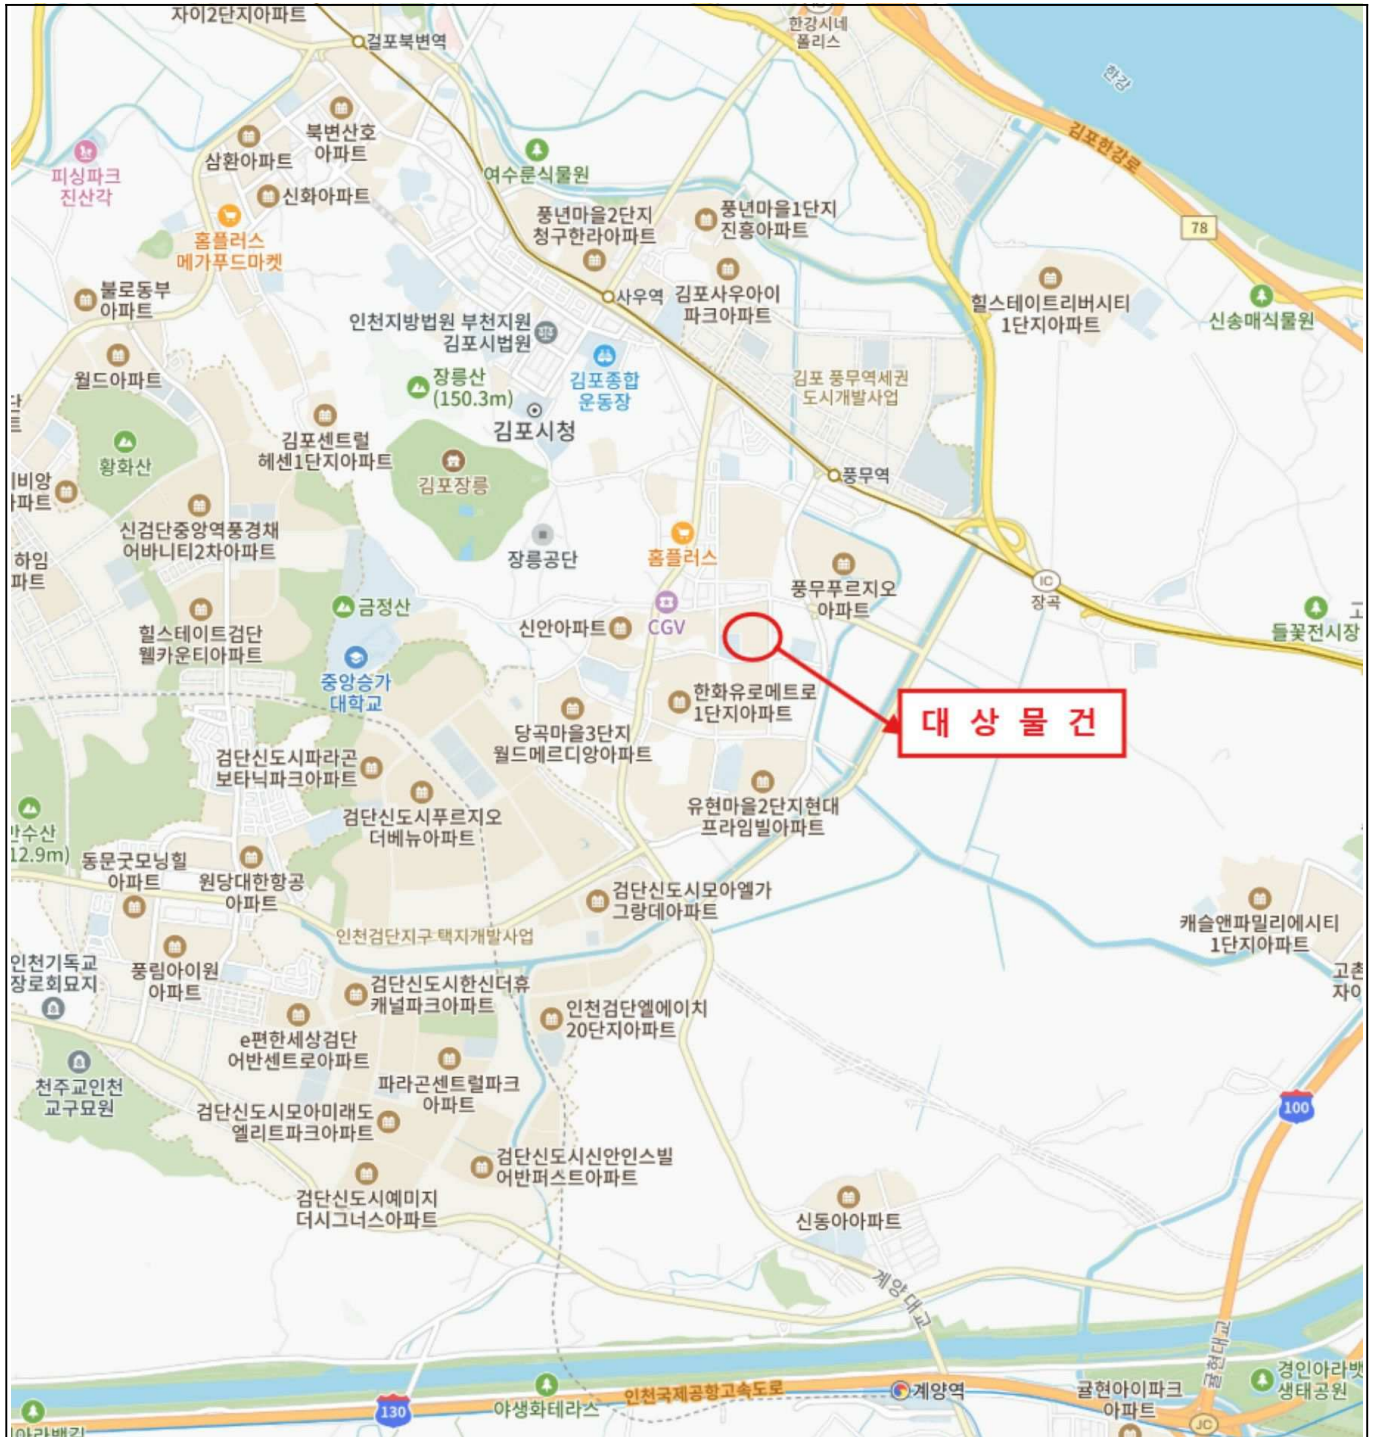 자이2단지아파트
걸포북변역
한강시네
폴리스
한강
김포한강로
78
북변산호
아파트
삼환아파트
신화아파트
피싱파크
진산각
여수룬식물원
홈플러스
메가푸드마켓
풍년마을2단지
청구한라아파트
풍년마을1단지
진흥아파트
불로동부
아파트
사우역
김포사우아이
파크아파트
힐스테이트리버시티
1단지아파트
신송매식물원
인천지방법원 부천지원
김포시법원
월드아파트
장릉산
(150.3m)
김포종합
운동장
김포 풍무역세권
도시개발사업
김포시청
김포센트럴
헤센1단지아파트
황화산
김포장릉
풍무역
신검단중앙역풍경채
어바니티2차아파트
장릉공단
홈플러스
하임
파트
풍무푸르지오
아파트
IC
장곡
금정산
힐스테이트검단
웰카운티아파트
신안아파트
CGV
들꽃전시장
중앙승가
대학교
한화유로메트로
1단지아파트
대 상 물 건
당곡마을3단지
월드메르디앙아파트
검단신도시파라곤
보타닉파크아파트
검단신도시푸르지오
더베뉴아파트
유현마을2단지현대
프라임빌아파트
12.9m)
동문굿모닝힐
아파트
원당대한항공
아파트
검단신도시모아엘가
그랑데아파트
캐슬앤파밀리에시티
1단지아파트
인천검단지구 택지개발사업
인천기독교
장로회묘지
풍림아이원
아파트
검단신도시한신더휴
캐널파크아파트
인천검단엘에이치
20단지아파트
고촌
자이
e편한세상검단
어반센트로아파트
천주교인천
교구묘원
파라곤센트럴파크
아파트
100
검단신도시모아미래도
엘리트파크아파트
검단신도시신안인스빌
어반퍼스트아파트
검단신도시예미지
더시그너스아파트
신동아아파트
계양대교
귤현대교
130
야생화테라스
인천국제공항고속도로
계양역
귤현아이파크
아파트
경인아라뱃
생태공원
JC
아라뱃길